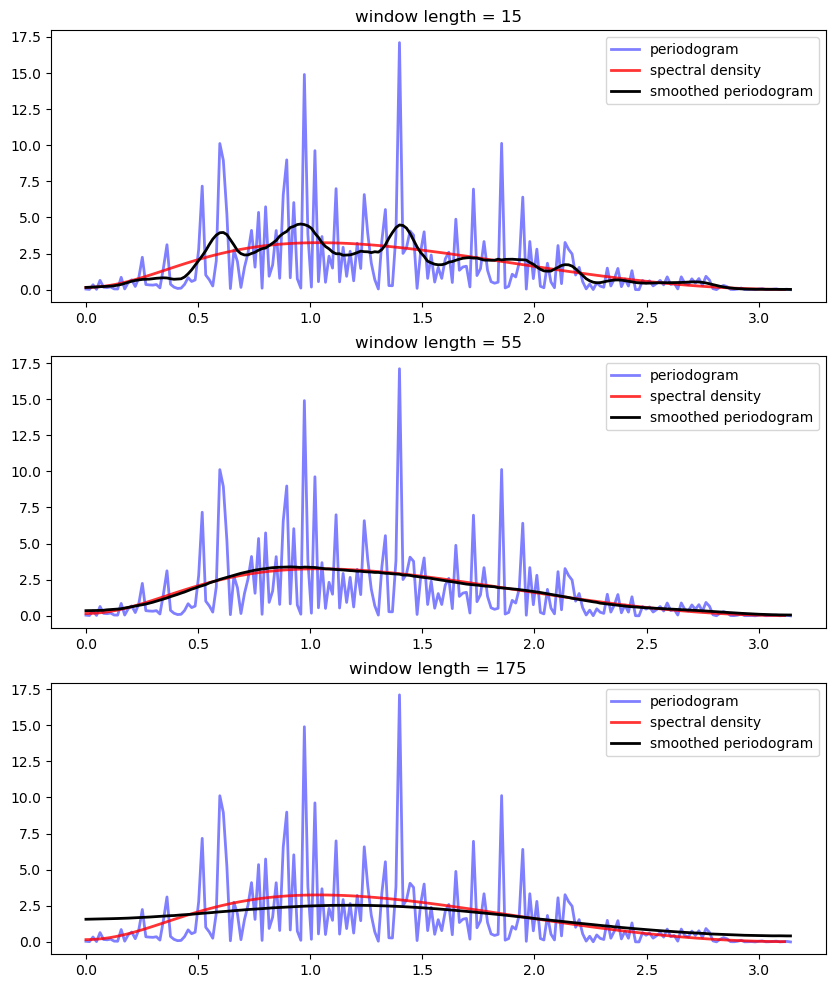 window length = 15
17.5
15.0
12.5
10.0
7.5
5.0
2.5
0.0
periodogram
spectral density
smoothed periodogram
0.0 0.5 1.0 1.5 2.0 2.5 3.0
window length = 55
17.5
15.0
12.5
10.0
7.5
5.0
2.5
0.0
periodogram
spectral density
smoothed periodogram
0.0 0.5 1.0 1.5 2.0 2.5 3.0
window length = 175
17.5
15.0
12.5
10.0
7.5
5.0
2.5
0.0
periodogram
spectral density
smoothed periodogram
0.0 0.5 1.0 1.5 2.0 2.5 3.0